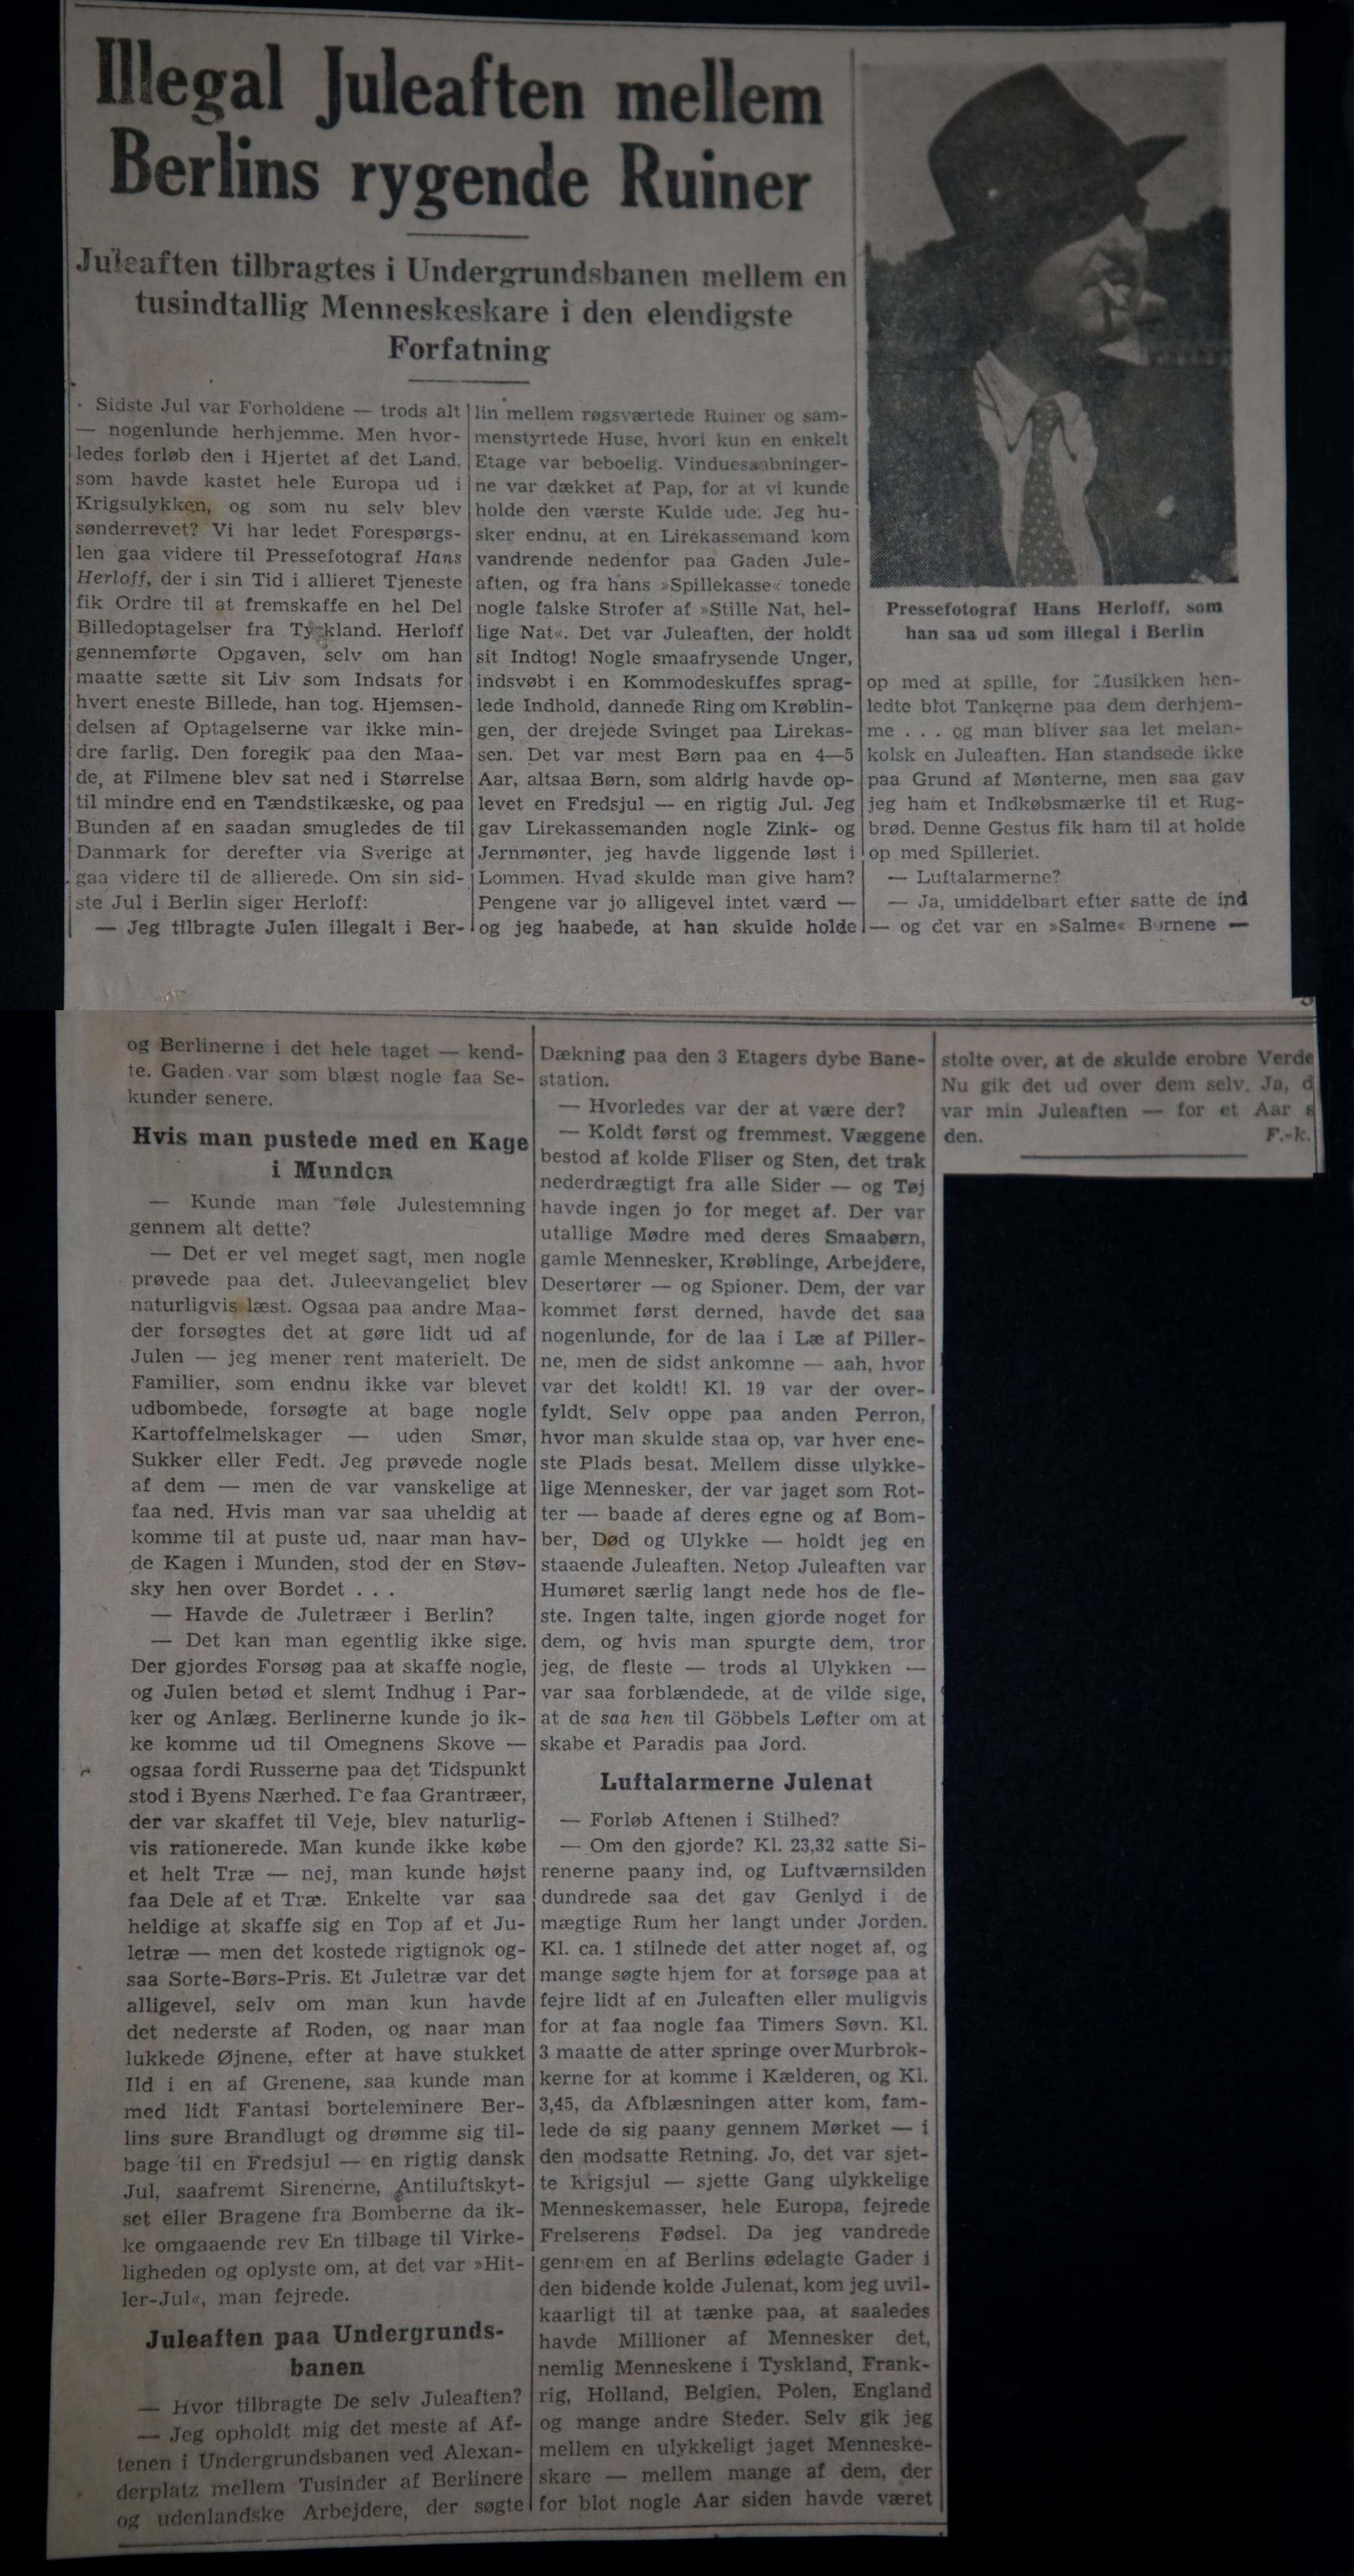 Illegal Juleaften mellem
Berlins rygende Ruiner
Juleaften tilbragtes i Undergrundsbanen mellem en
tusindtallig Menneskeskare i den elendigste
Forfatning
Sidste Jul var Forholdene — trods alt
— nogenlunde herhjemme. Men hvor-
ledes forløb den i Hjertet af det Land,
som havde kastet hele Europa ud i
Krigsulykken, og som nu selv blev
sønderrevet? Vi har ledet Forespørgs-
len gaa videre til Pressefotograf Hans
Herloff, der i sin Tid i allieret Tjeneste
fik Ordre til at fremskaffe en hel Del
Billedoptagelser fra Tyskland. Herloff
gennemførte Opgaven, selv om han
maatte sætte sit Liv som Indsats for
hvert eneste Billede, han tog. Hjemsen-
delsen af Optagelserne var ikke min-
dre farlig. Den foregik paa den Maa-
de, at Filmene blev sat ned i Størrelse
til mindre end en Tændstikæske, og paa
Bunden af en saadan smugledes de til
Danmark for derefter via Sverige at
gaa videre til de allierede. Om sin sid-
ste Jul i Berlin siger Herloff:
— Jeg tilbragte Julen illegalt i Ber-
lin mellem røgsværtede Ruiner og sam-
menstyrtede Huse, hvori kun en enkelt
Etage var beboelig. Vinduesaabninger-
ne var dækket af Pap, for at vi kunde
holde den værste Kulde ude. Jeg hu-
sker endnu, at en Lirekassemand kom
vandrende nedenfor paa Gaden Jule-
aften, og fra hans »Spillekasse« tonede
nogle falske Strofer af »Stille Nat, hel-
lige Nat«. Det var Juleaften, der holdt
sit Indtog! Nogle smaafrysende Unger,
indsvøbt i en Kommodeskuffes sprag-
lede Indhold, dannede Ring om Krøblin-
gen, der drejede Svinget paa Lirekas-
sen. Det var mest Børn paa en 4—5
Aar, altsaa Børn, som aldrig havde op-
levet en Fredsjul — en rigtig Jul. Jeg
gav Lirekassemanden nogle Zink- og
Jernmønter, jeg havde liggende løst i
Lommen. Hvad skulde man give ham?
Pengene var jo alligevel intet værd —
og jeg haabede, at han skulde holde
Pressefotograf Hans Herloff, som
han saa ud som illegal i Berlin
op med at spille, for Musikken hen-
ledte blot Tankerne paa dem derhjem-
me . . . og man bliver saa let melan-
kolsk en Juleaften. Han standsede ikke
paa Grund af Mønterne, men saa gav
jeg ham et Indkøbsmærke til et Rug-
brød. Denne Gestus fik ham til at holde
op med Spilleriet.
— Luftalarmerne?
— Ja, umiddelbart efter satte de ind
— og det var en »Salme« Børnene —
og Berlinerne i det hele taget — kend-
te. Gaden var som blæst nogle faa Se-
kunder senere.
Hvis man pustede med en Kage
i Munden
— Kunde man føle Julestemning
gennem alt dette?
— Det er vel meget sagt, men nogle
prøvede paa det. Juleevangeliet blev
naturligvis læst. Ogsaa paa andre Maa-
der forsøgtes det at gøre lidt ud af
Julen — jeg mener rent materielt. De
Familier, som endnu ikke var blevet
udbombede, forsøgte at bage nogle
Kartoffelmelskager — uden Smør,
Sukker eller Fedt. Jeg prøvede nogle
af dem — men de var vanskelige at
faa ned. Hvis man var saa uheldig at
komme til at puste ud, naar man hav-
de Kagen i Munden, stod der en Støv-
sky hen over Bordet . . .
— Havde de Juletræer i Berlin?
— Det kan man egentlig ikke sige.
Der gjordes Forsøg paa at skaffe nogle,
og Julen betød et slemt Indhug i Par-
ker og Anlæg. Berlinerne kunde jo ik-
ke komme ud til Omegnens Skove —
ogsaa fordi Russerne paa det Tidspunkt
stod i Byens Nærhed. De faa Grantræer,
der var skaffet til Veje, blev naturlig-
vis rationerede. Man kunde ikke købe
et helt Træ — nej, man kunde højst
faa Dele af et Træ. Enkelte var saa
heldige at skaffe sig en Top af et Ju-
letræ — men det kostede rigtignok og-
saa Sorte-Børs-Pris. Et Juletræ var det
alligevel, selv om man kun havde
det nederste af Roden, og naar man
lukkede Øjnene, efter at have stukket
Ild i en af Grenene, saa kunde man
med lidt Fantasi borteleminere Ber-
lins sure Brandlugt og drømme sig til-
bage til en Fredsjul — en rigtig dansk
Jul, saafremt Sirenerne, Antiluftskyt-
set eller Bragene fra Bomberne da ik-
ke omgaaende rev En tilbage til Virke-
ligheden og oplyste om, at det var »Hit-
ler-Jul«, man fejrede.
Juleaften paa Undergrunds-
banen
— Hvor tilbragte De selv Juleaften?
— Jeg opholdt mig det meste af Af-
tenen i Undergrundsbanen ved Alexan-
derplatz mellem Tusinder af Berlinere
og udenlandske Arbejdere, der søgte
Dækning paa den 3 Etagers dybe Bane-
station.
— Hvorledes var der at være der?
— Koldt først og fremmest. Væggene
bestod af kolde Fliser og Sten, det trak
nederdrægtigt fra alle Sider — og Tøj
havde ingen jo for meget af. Der var
utallige Mødre med deres Smaabørn,
gamle Mennesker, Krøblinge, Arbejdere,
Desertører — og Spioner. Dem, der var
kommet først derned, havde det saa
nogenlunde, for de laa i Læ af Piller-
ne, men de sidst ankomne — aah, hvor
var det koldt! Kl. 19 var der over-
fyldt. Selv oppe paa anden Perron,
hvor man skulde staa op, var hver ene-
ste Plads besat. Mellem disse ulykke-
lige Mennesker, der var jaget som Rot-
ter — baade af deres egne og af Bom-
ber, Død og Ulykke — holdt jeg en
staaende Juleaften. Netop Juleaften var
Humøret særlig langt nede hos de fle-
ste. Ingen talte, ingen gjorde noget for
dem, og hvis man spurgte dem, tror
jeg, de fleste — trods al Ulykken —
var saa forblændede, at de vilde sige,
at de saa hen til Göbbels Løfter om at
skabe et Paradis paa Jord.
Luftalarmerne Julenat
— Forløb Aftenen i Stilhed?
— Om den gjorde? Kl. 23,32 satte Si-
renerne paany ind, og Luftværnsilden
dundrede saa det gav Genlyd i de
mægtige Rum her langt under Jorden.
Kl. ca. 1 stilnede det atter noget af, og
mange søgte hjem for at forsøge paa at
fejre lidt af en Juleaften eller muligvis
for at faa nogle faa Timers Søvn. Kl.
3 maatte de atter springe over Murbrok-
kerne for at komme i Kælderen, og Kl.
3,45, da Afblæsningen atter kom, fam-
lede de sig paany gennem Mørket — i
den modsatte Retning. Jo, det var sjet-
te Krigsjul — sjette Gang ulykkelige
Menneskemasser, hele Europa, fejrede
Frelserens Fødsel. Da jeg vandrede
gennem en af Berlins ødelagte Gader i
den bidende kolde Julenat, kom jeg uvil-
kaarligt til at tænke paa, at saaledes
havde Millioner af Mennesker det,
nemlig Menneskene i Tyskland, Frank-
rig, Holland, Belgien, Polen, England
og mange andre Steder. Selv gik jeg
mellem en ulykkeligt jaget Menneske-
skare — mellem mange af dem, der
for blot nogle Aar siden havde været
stolte over, at de skulde erobre Verde
Nu gik det ud over dem selv. Ja, d
var min Juleaften — for et Aar s
den.
F.-k.